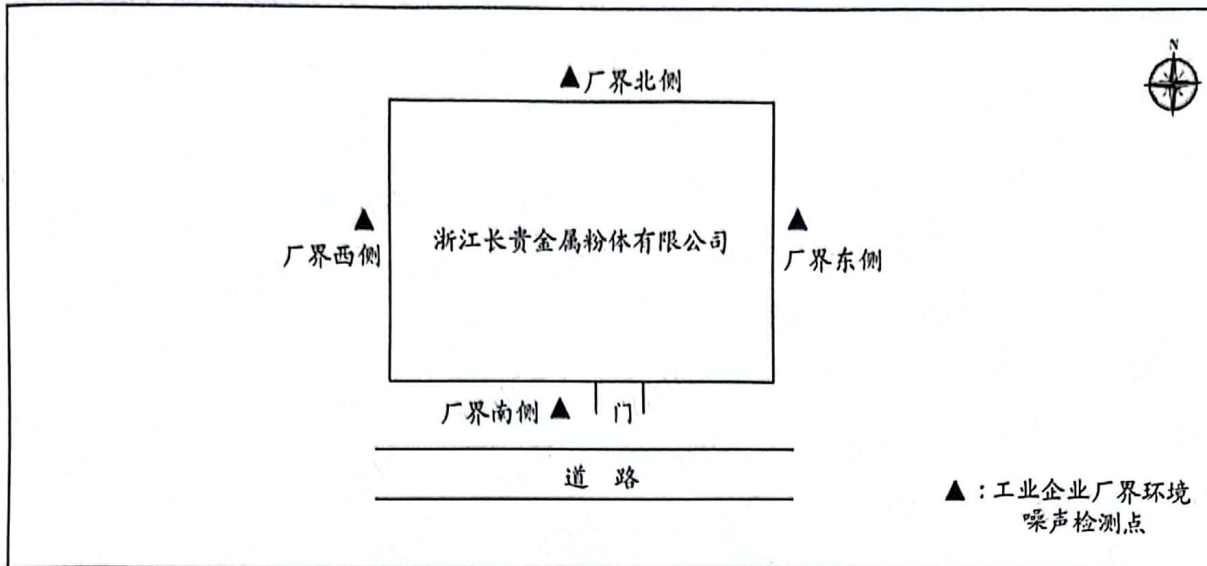 N
▲厂界北侧
▲
厂界西侧
浙江长贵金属粉体有限公司
▲
厂界东侧
厂界南侧▲
门
道 路
▲：工业企业厂界环境
噪声检测点